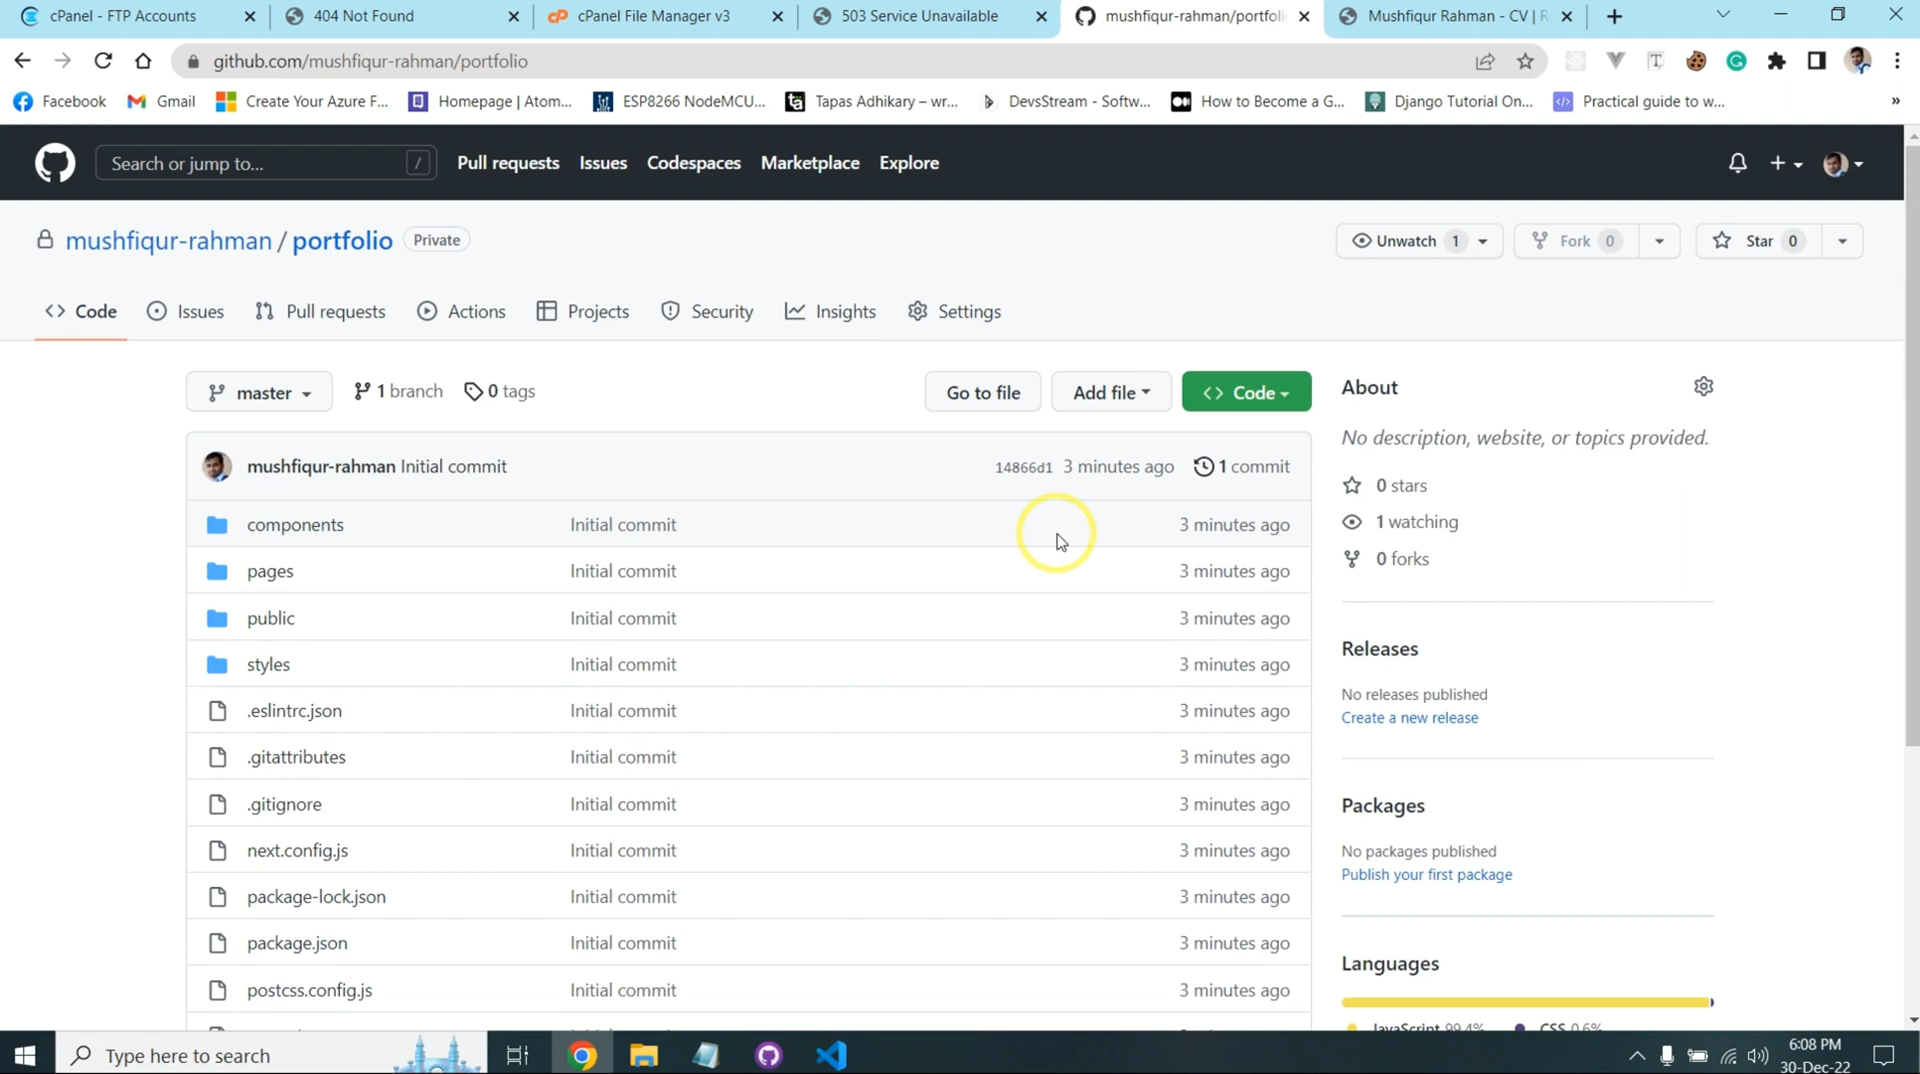 cPanel - FTP Accounts
404 Not Found
cPanel File Manager v3
503 Service Unavailable
mushfiqur-rahman/portfoli
Mushfiqur Rahman - CV | R
github.com/mushfiqur-rahman/portfolio
Facebook
Gmail
Create Your Azure F...
Homepage | Atom...
ESP8266 NodeMCU...
Tapas Adhikary – wr...
DevsStream - Softw...
How to Become a G...
Django Tutorial On...
Practical guide to w...
»
Search or jump to...
/
Pull requests
Issues
Codespaces
Marketplace
Explore
mushfiqur-rahman / portfolio
Private
Unwatch 1
Fork 0
Star 0
Code
Issues
Pull requests
Actions
Projects
Security
Insights
Settings
master
1 branch
0 tags
Go to file
Add file
Code
About
No description, website, or topics provided.
mushfiqur-rahman Initial commit
14866d1 3 minutes ago
1 commit
0 stars
1 watching
0 forks
components Initial commit 3 minutes ago
pages Initial commit 3 minutes ago
public Initial commit 3 minutes ago
styles Initial commit 3 minutes ago
.eslintrc.json Initial commit 3 minutes ago
.gitattributes Initial commit 3 minutes ago
.gitignore Initial commit 3 minutes ago
next.config.js Initial commit 3 minutes ago
package-lock.json Initial commit 3 minutes ago
package.json Initial commit 3 minutes ago
postcss.config.js Initial commit 3 minutes ago
Releases
No releases published
Create a new release
Packages
No packages published
Publish your first package
Languages
JavaScript 99.4%
CSS 0.6%
Type here to search
6:08 PM
30-Dec-22